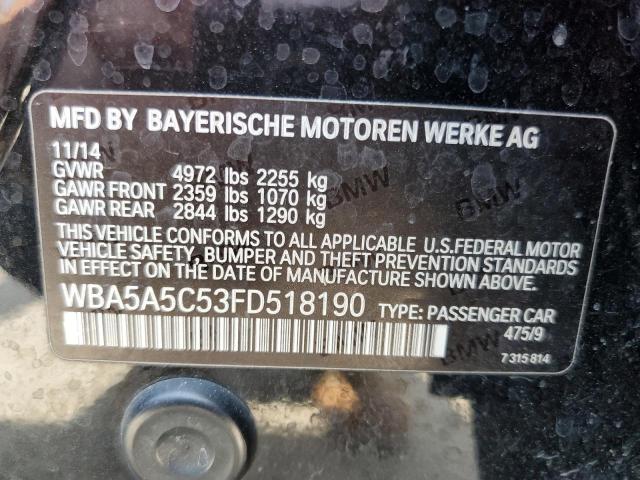 MFD BY BAYERISCHE MOTOREN WERKE AG
11/14
GVWR 4972 lbs 2255 kg
GAWR FRONT 2359 lbs 1070 kg
GAWR REAR 2844 lbs 1290 kg
THIS VEHICLE CONFORMS TO ALL APPLICABLE U.S.FEDERAL MOTOR
VEHICLE SAFETY, BUMPER AND THEFT PREVENTION STANDARDS
IN EFFECT ON THE DATE OF MANUFACTURE SHOWN ABOVE.
WBA5A5C53FD518190 TYPE: PASSENGER CAR
475/9
7 315 814
BMW
BMW
BMW